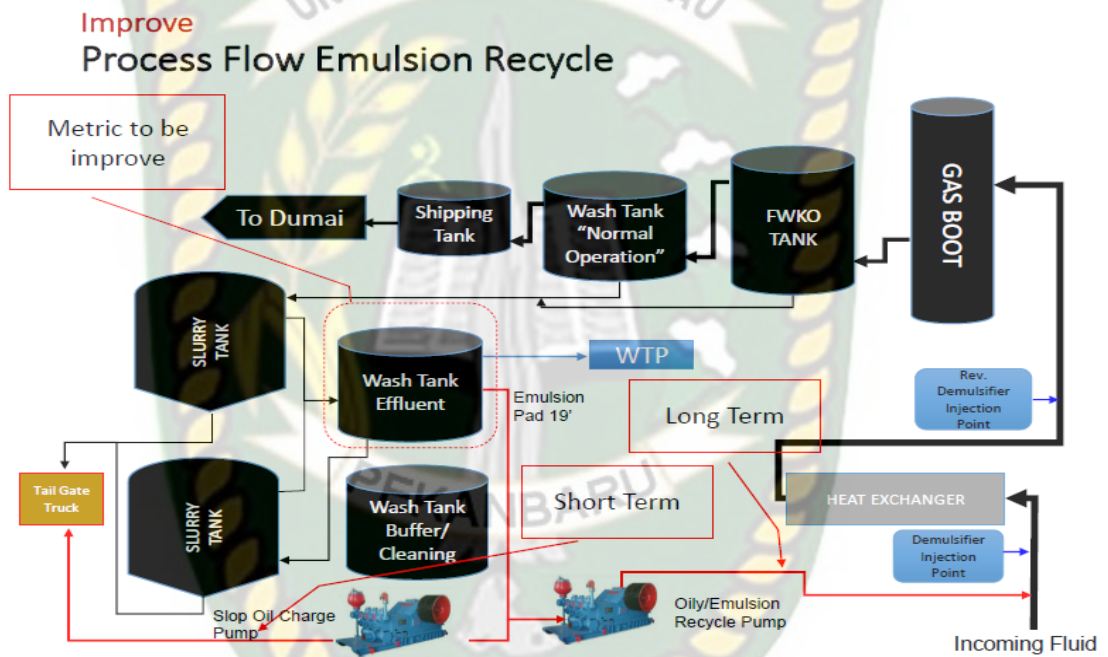 Improve
Process Flow Emulsion Recycle
Metric to be
improve
To Dumai
Shipping
Tank
Wash Tank
“Normal
Operation”
FWKO
TANK
GAS BOOT
SLURRY
TANK
Wash Tank
Effluent
WTP
Emulsion
Pad 19'
Long Term
Rev.
Demulsifier
Injection
Point
Short Term
Tail Gate
Truck
SLURRY
TANK
Wash Tank
Buffer/
Cleaning
HEAT EXCHANGER
Demulsifier
Injection
Point
Slop Oil Charge
Pump
Oily/Emulsion
Recycle Pump
Incoming Fluid
PEKANBARU